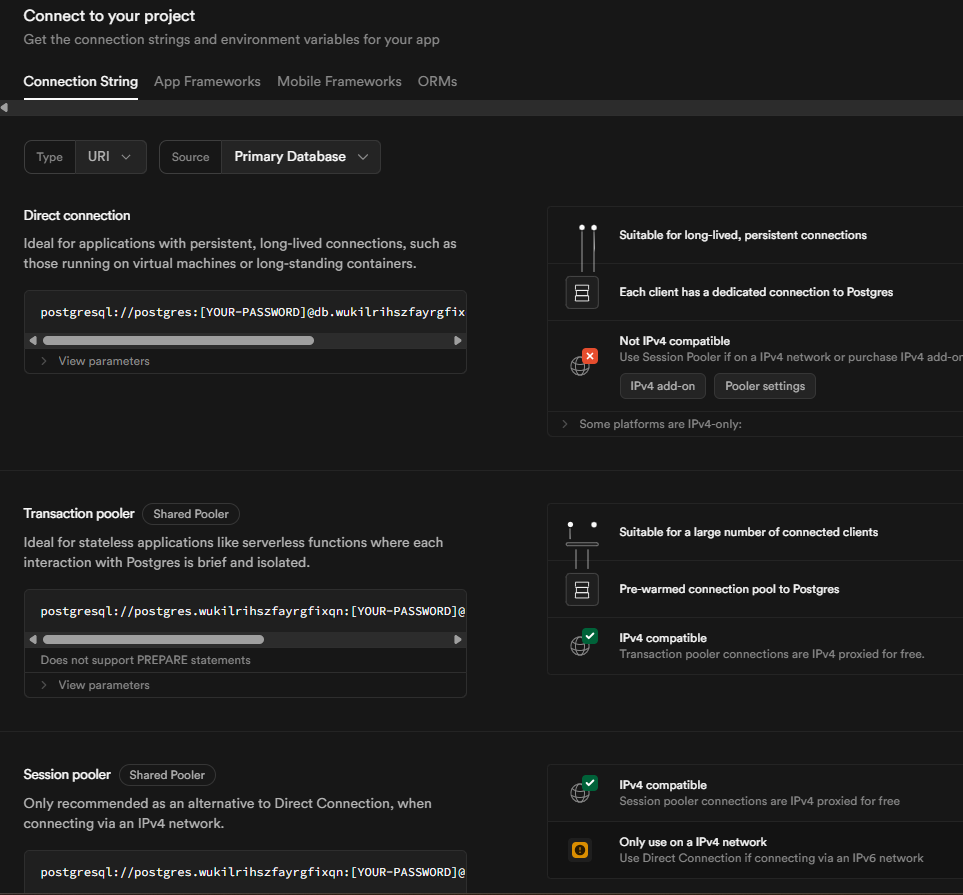 Connect to your project
Get the connection strings and environment variables for your app
Connection String App Frameworks Mobile Frameworks ORMs
Type URI Source Primary Database
Direct connection
Ideal for applications with persistent, long-lived connections, such as
those running on virtual machines or long-standing containers.
postgresql://postgres:[YOUR-PASSWORD]@db.wukilrihszfayrgfix
View parameters
Suitable for long-lived, persistent connections
Each client has a dedicated connection to Postgres
Not IPv4 compatible
Use Session Pooler if on a IPv4 network or purchase IPv4 add-on
IPv4 add-on Pooler settings
Some platforms are IPv4-only:
Transaction pooler Shared Pooler
Ideal for stateless applications like serverless functions where each
interaction with Postgres is brief and isolated.
postgresql://postgres.wukilrihszfayrgfixqn:[YOUR-PASSWORD]@
Does not support PREPARE statements
View parameters
Suitable for a large number of connected clients
Pre-warmed connection pool to Postgres
IPv4 compatible
Transaction pooler connections are IPv4 proxied for free.
Session pooler Shared Pooler
Only recommended as an alternative to Direct Connection, when
connecting via an IPv4 network.
postgresql://postgres.wukilrihszfayrgfixqn:[YOUR-PASSWORD]@
IPv4 compatible
Session pooler connections are IPv4 proxied for free
Only use on a IPv4 network
Use Direct Connection if connecting via an IPv6 network